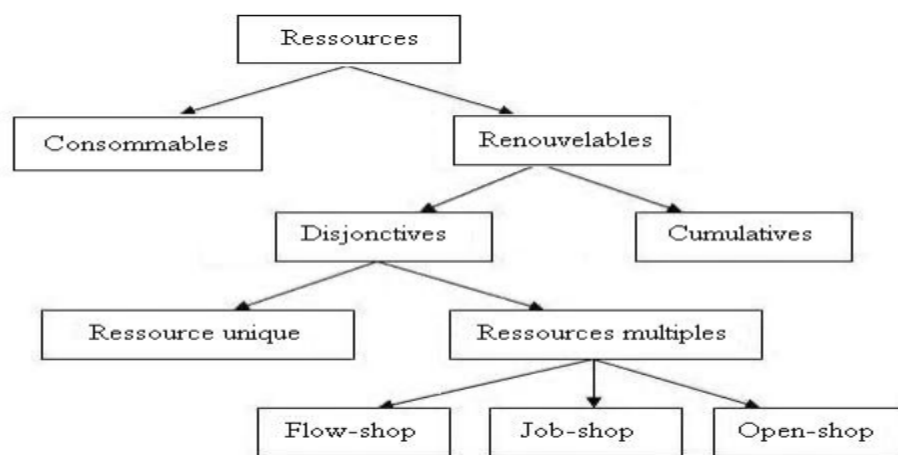 Ressources
Consommables
Renouvelables
Disjonctives
Cumulatives
Ressource unique
Ressources multiples
Flow-shop
Job-shop
Open-shop